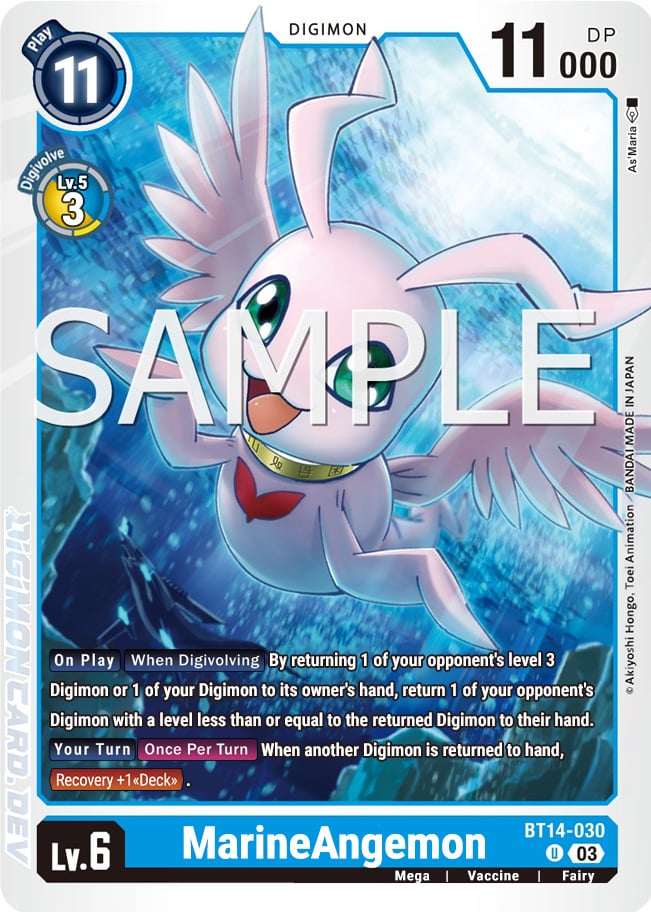 Play
DIGIMON
11
11000
DP
Digivolve
Lv.5
3
As'Maria
SAMPLE
© Akiyoshi Hongo, Toei Animation / BANDAI MADE IN JAPAN
DIGIMONCARD.DEV
On Play When Digivolving By returning 1 of your opponent's level 3
Digimon or 1 of your Digimon to its owner's hand, return 1 of your opponent's
Digimon with a level less than or equal to the returned Digimon to their hand.
Your Turn Once Per Turn When another Digimon is returned to hand,
Recovery +1«Deck» .
Lv.6
MarineAngemon
BT14-030
U 03
Mega | Vaccine | Fairy